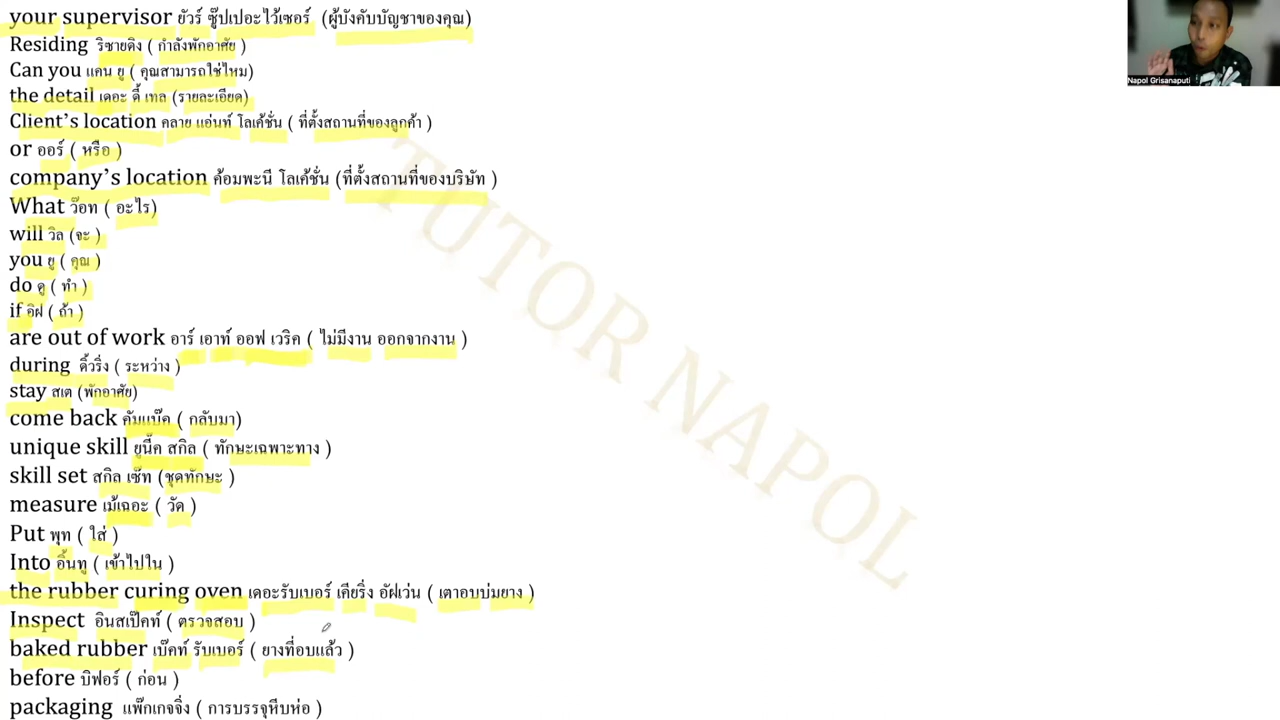 your supervisor ยัวร์ ซู๊ปเปอะไว้เซอร์ (ผู้บังคับบัญชาของคุณ)
Residing ริซายดิง ( กำลังพักอาศัย )
Can you แคน ยู ( คุณสามารถใช่ไหม)
the detail เดอะ ดี้ เทล (รายละเอียด)
Client’s location คลาย แอ่นท์ โลเค้ชั่น ( ที่ตั้งสถานที่ของลูกค้า )
or ออร์ ( หรือ )
company’s location ค้อมพะนี โลเค้ชั่น (ที่ตั้งสถานที่ของบริษัท )
What ว๊อท ( อะไร)
will วิล (จะ )
you ยู ( คุณ )
do ดู ( ทำ )
if อิฝ ( ถ้า )
are out of work อาร์ เอาท์ ออฟ เวริค ( ไม่มีงาน ออกจากงาน )
during ดิ้วริ่ง ( ระหว่าง )
stay สเต (พักอาศัย)
come back คัมแบ๊ค ( กลับมา)
unique skill ยูนี๊ค สกิล ( ทักษะเฉพาะทาง )
skill set สกิล เซ๊ท (ชุดทักษะ )
measure เม้เฉอะ ( วัด )
Put พุท ( ใส่ )
Into อิ้นทู ( เข้าไปใน )
the rubber curing oven เดอะรับเบอร์ เคียริ่ง อัฝเว่น ( เตาอบบ่มยาง )
Inspect อินสเป๊คท์ ( ตรวจสอบ )
baked rubber เบ๊คท์ รับเบอร์ ( ยางที่อบแล้ว )
before บิฟอร์ ( ก่อน )
packaging แพ๊กเกจจิ่ง ( การบรรจุหีบห่อ )
TUTOR NAPOL
Napol Grisanaputi